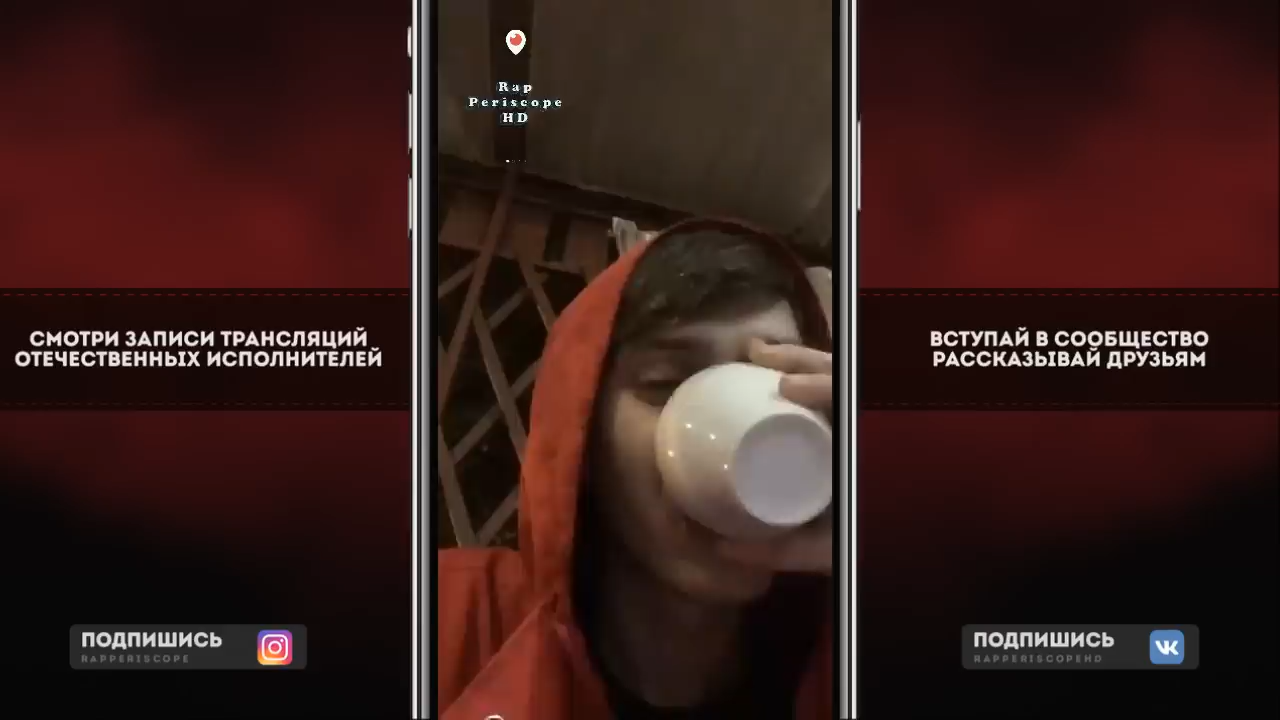 Rap
Periscope
HD
СМОТРИ ЗАПИСИ ТРАНСЛЯЦИЙ
ОТЕЧЕСТВЕННЫХ ИСПОЛНИТЕЛЕЙ
ВСТУПАЙ В СООБЩЕСТВО
РАССКАЗЫВАЙ ДРУЗЬЯМ
ПОДПИШИСЬ
RAPPERISCOPE
ПОДПИШИСЬ
RAPPERISCOPEHD